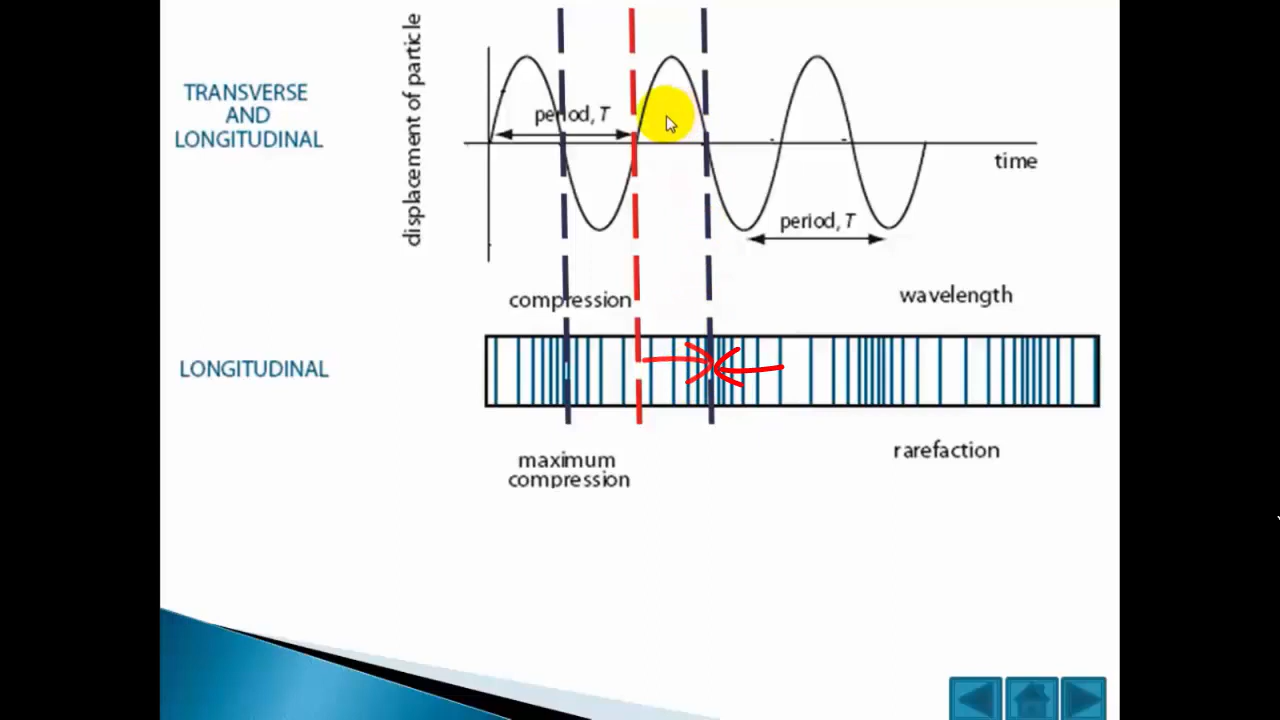 TRANSVERSE
AND
LONGITUDINAL
displacement of particle
period, T
time
period, T
compression
wavelength
LONGITUDINAL
maximum
compression
rarefaction